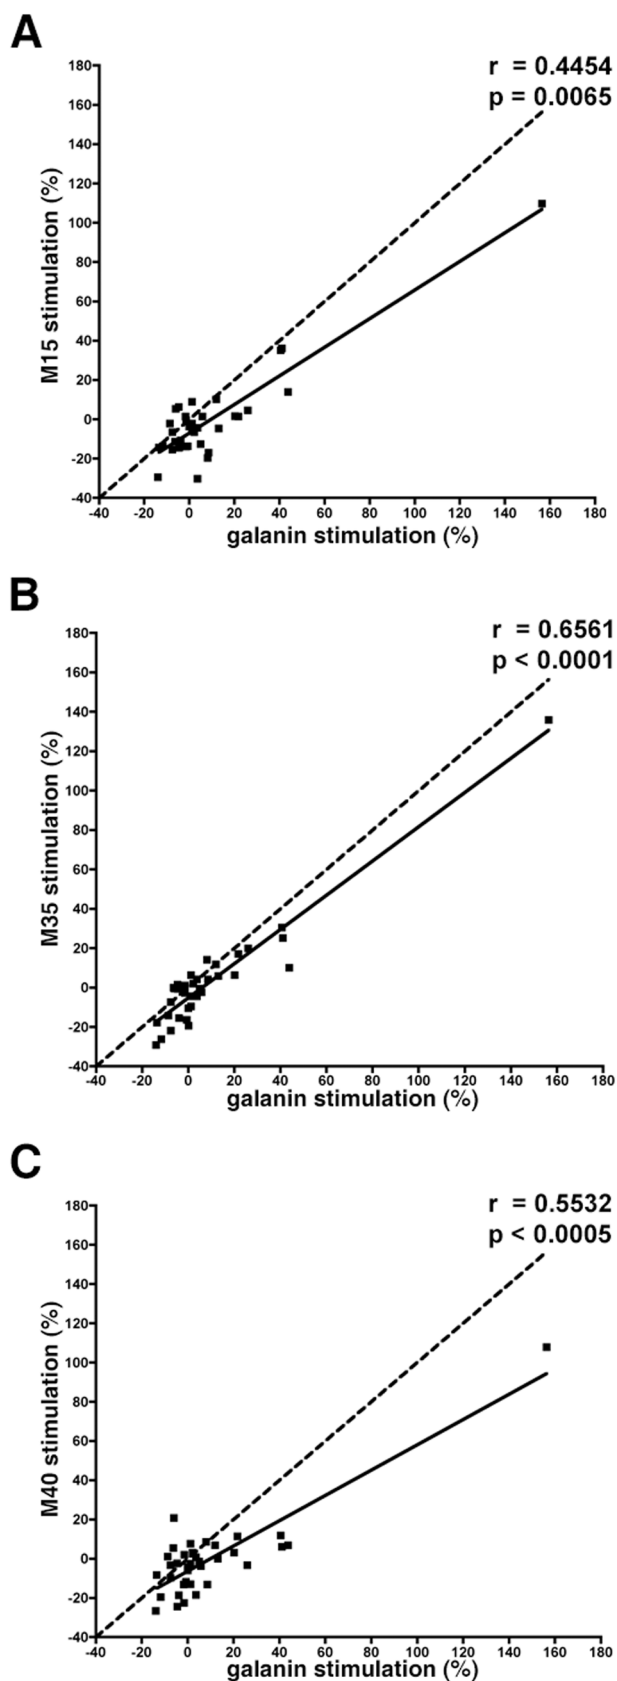 A
r = 0.4454
p = 0.0065
180
160
140
120
100
80
60
40
20
0
-20
-40
M15 stimulation (%)
-40 -20 0 20 40 60 80 100 120 140 160 180
galanin stimulation (%)
B
r = 0.6561
p < 0.0001
180
160
140
120
100
80
60
40
20
0
-20
-40
M35 stimulation (%)
-40 -20 0 20 40 60 80 100 120 140 160 180
galanin stimulation (%)
C
r = 0.5532
p < 0.0005
180
160
140
120
100
80
60
40
20
0
-20
-40
M40 stimulation (%)
-40 -20 0 20 40 60 80 100 120 140 160 180
galanin stimulation (%)